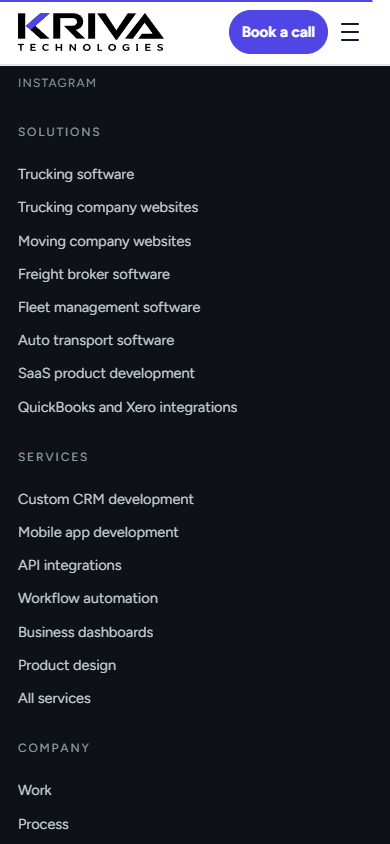 KRIVA
TECHNOLOGIES
Book a call
INSTAGRAM
SOLUTIONS
Trucking software
Trucking company websites
Moving company websites
Freight broker software
Fleet management software
Auto transport software
SaaS product development
QuickBooks and Xero integrations
SERVICES
Custom CRM development
Mobile app development
API integrations
Workflow automation
Business dashboards
Product design
All services
COMPANY
Work
Process